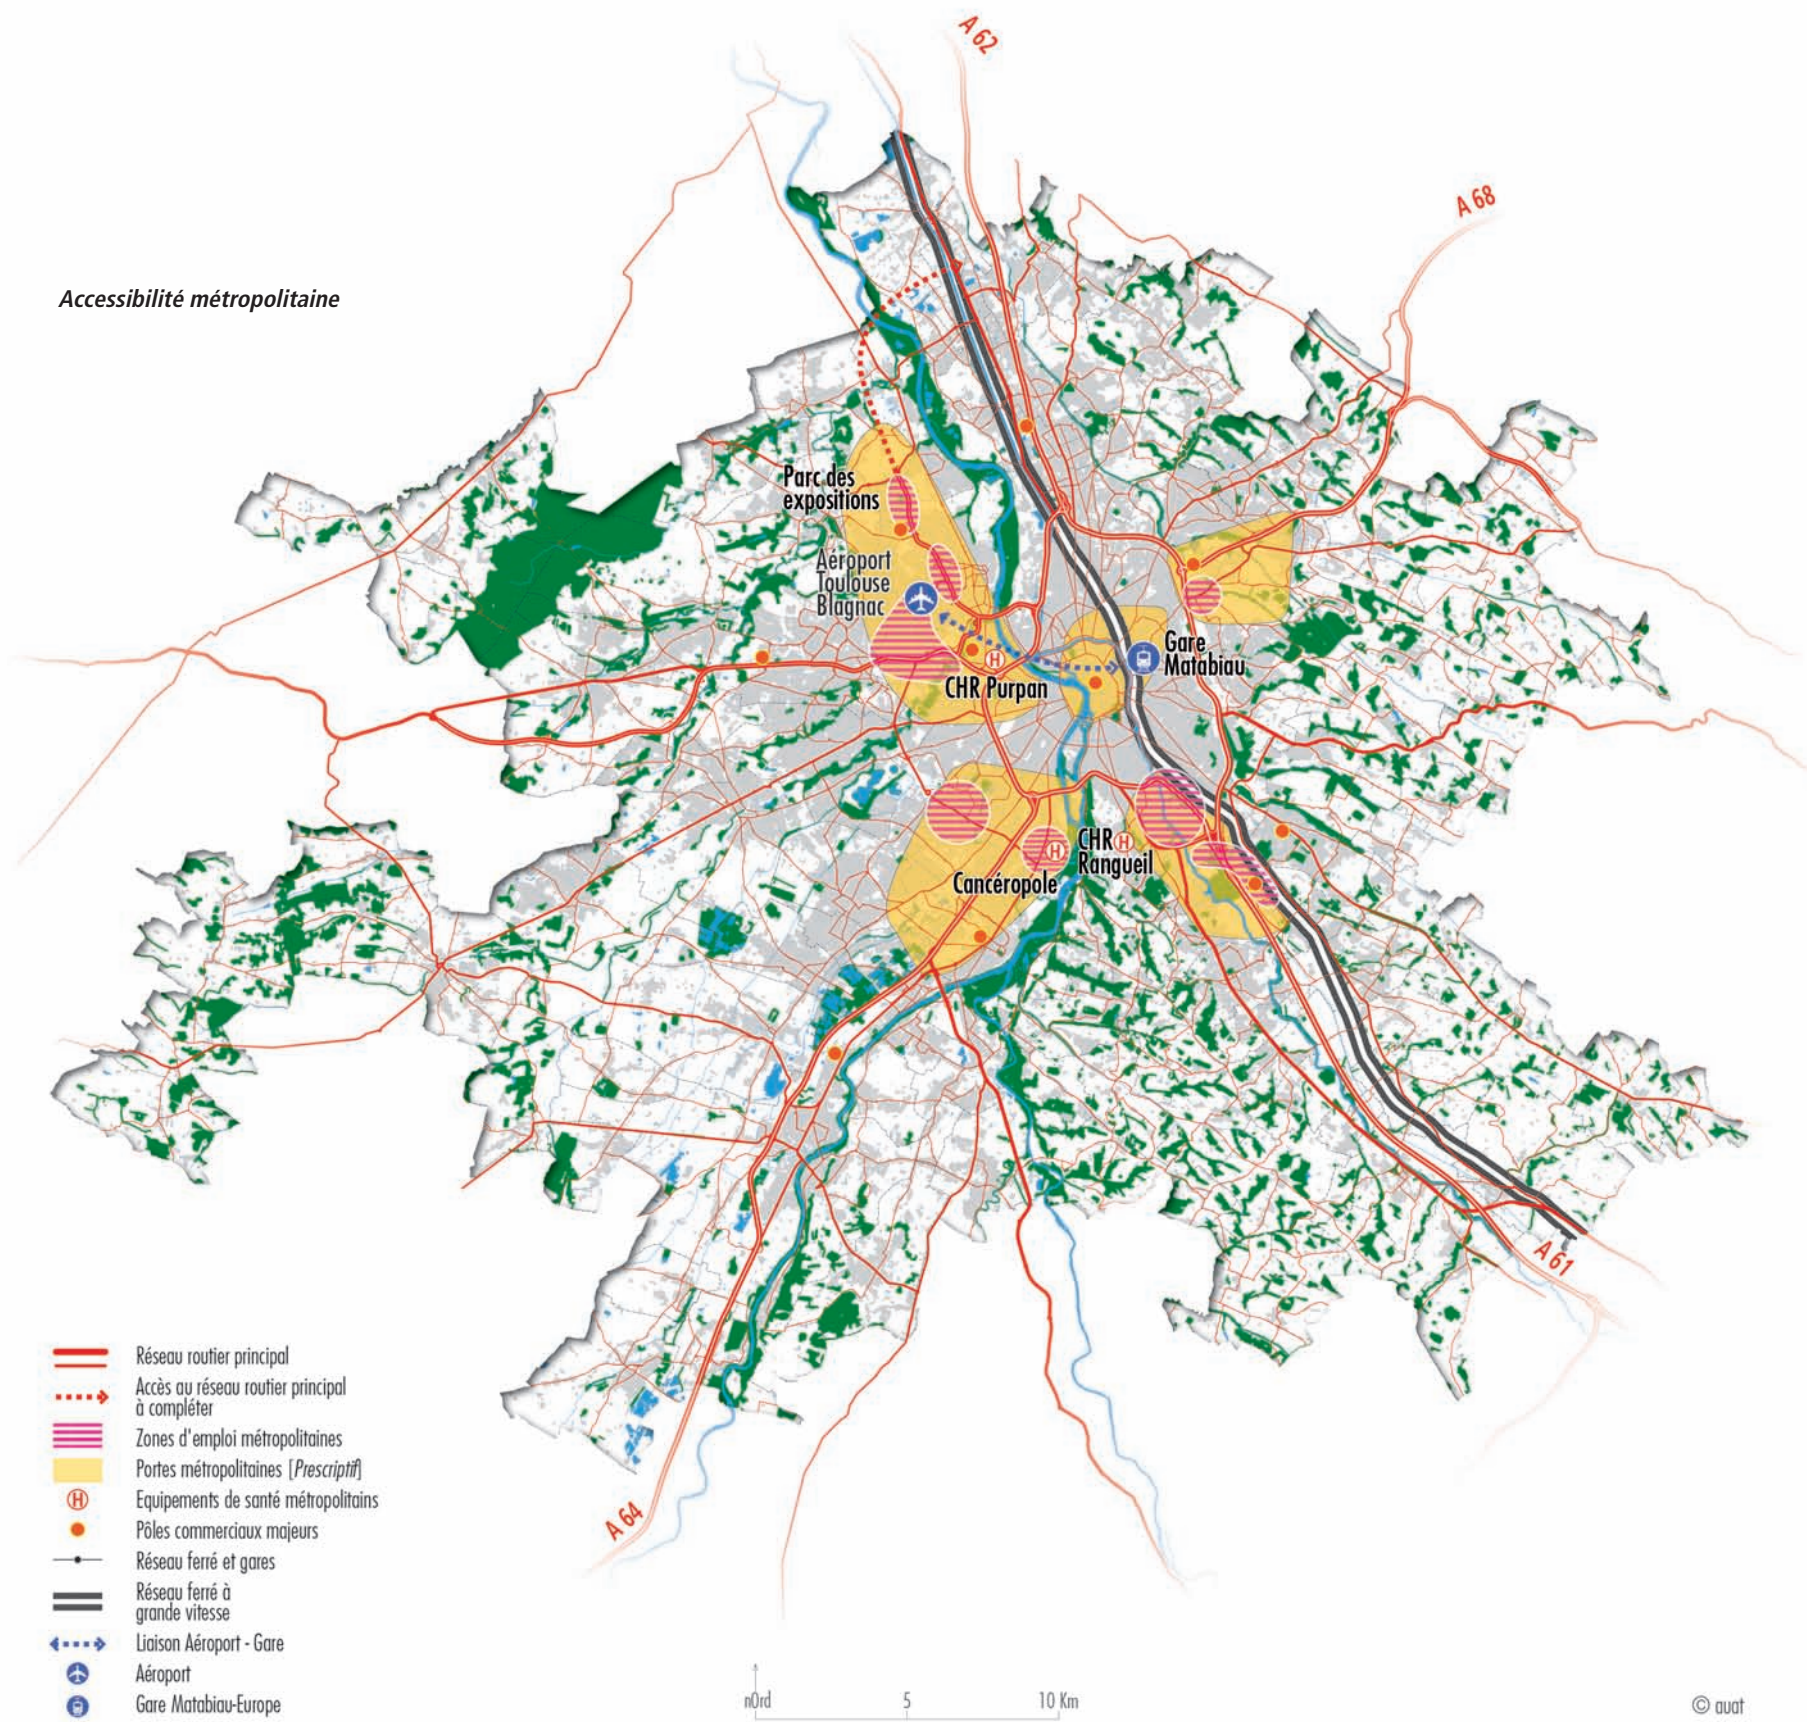 A 62
A 68
Accessibilité métropolitaine
Parc des
expositions
Aéroport
Toulouse
Blagnac
Gare
Matabiau
H
CHR Purpan
CHR H
Rangueil
H
Cancéropole
A 61
A 64
Réseau routier principal
Accès au réseau routier principal
à compléter
Zones d'emploi métropolitaines
Portes métropolitaines [Prescriptif]
H
Equipements de santé métropolitains
Pôles commerciaux majeurs
Réseau ferré et gares
Réseau ferré à
grande vitesse
Liaison Aéroport - Gare
Aéroport
Gare Matabiau-Europe
nOrd 5 10 Km
© auat